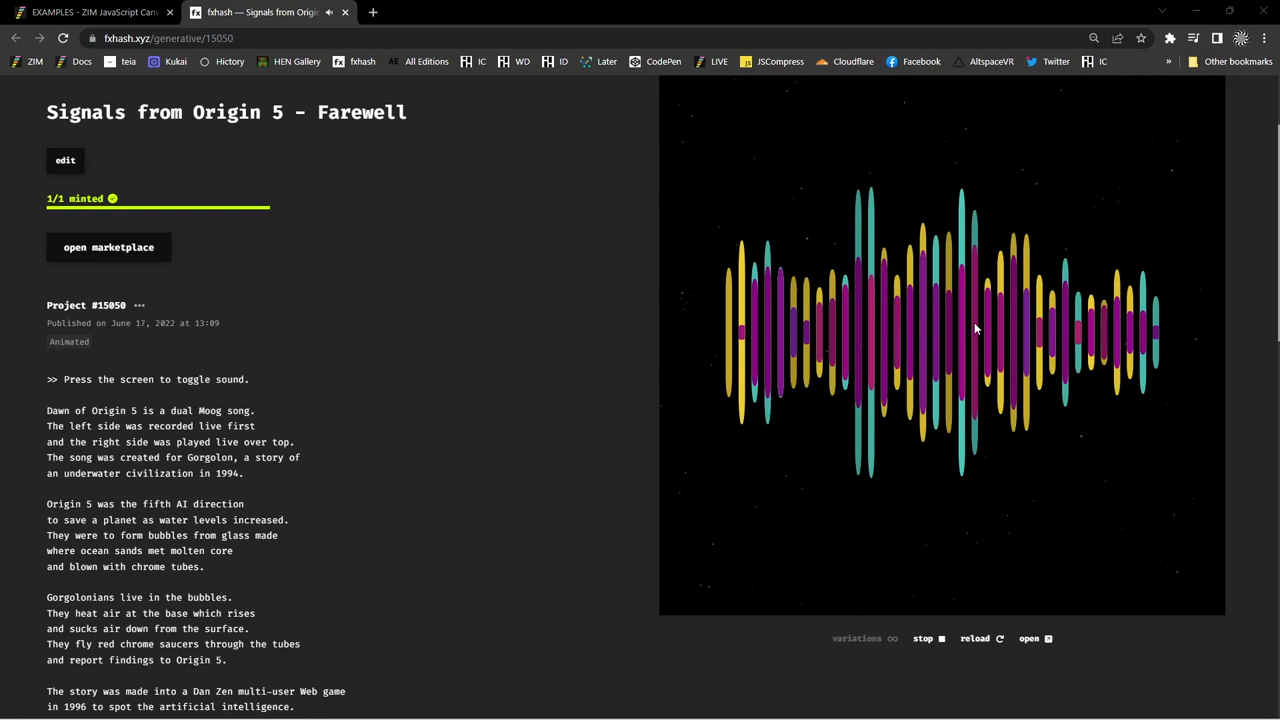 EXAMPLES - ZIM JavaScript Can
fxhash — Signals from Origi
fxhash.xyz/generative/15050
ZIM
Docs
teia
Kukai
History
HEN Gallery
fxhash
All Editions
IC
WD
ID
Later
CodePen
LIVE
JSCompress
Cloudflare
Facebook
AltspaceVR
Twitter
IC
»
Other bookmarks
Signals from Origin 5 – Farewell
edit
1/1 minted
open marketplace
Project #15050
Published on June 17, 2022 at 13:09
Animated
>> Press the screen to toggle sound.
Dawn of Origin 5 is a dual Moog song.
The left side was recorded live first
and the right side was played live over top.
The song was created for Gorgolon, a story of
an underwater civilization in 1994.
Origin 5 was the fifth AI direction
to save a planet as water levels increased.
They were to form bubbles from glass made
where ocean sands met molten core
and blown with chrome tubes.
Gorgolonians live in the bubbles.
They heat air at the base which rises
and sucks air down from the surface.
They fly red chrome saucers through the tubes
and report findings to Origin 5.
The story was made into a Dan Zen multi-user Web game
in 1996 to spot the artificial intelligence.
variations
stop
reload
open